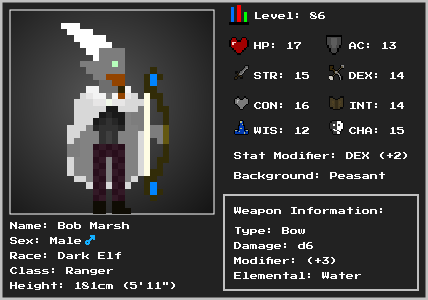 Level: 86
HP: 17 AC: 13
STR: 15 DEX: 14
CON: 16 INT: 14
WIS: 12 CHA: 15
Stat Modifier: DEX (+2)
Background: Peasant
Weapon Information:
Type: Bow
Damage: d6
Modifier: (+3)
Elemental: Water
Name: Bob Marsh
Sex: Male♂
Race: Dark Elf
Class: Ranger
Height: 181cm (5'11")